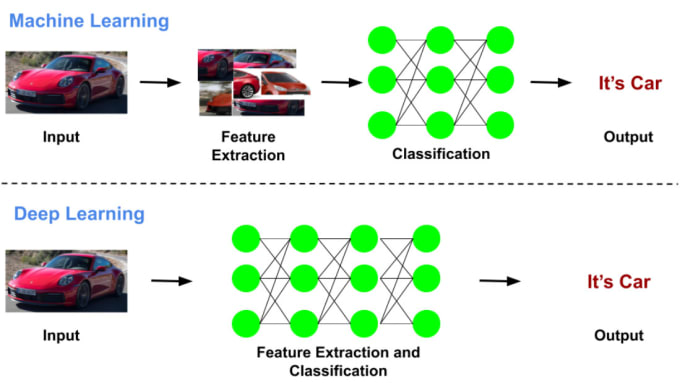 Machine Learning
It's Car
Input
Feature
Extraction
Classification
Output
Deep Learning
It's Car
Input
Feature Extraction and
Classification
Output